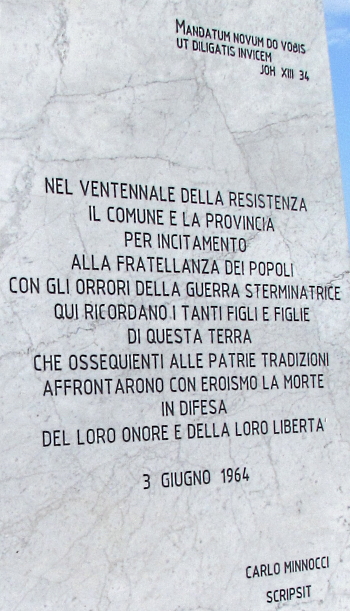 MANDATUM NOVUM DO VOBIS
UT DILIGATIS INVICEM
JOH XIII 34
NEL VENTENNALE DELLA RESISTENZA
IL COMUNE E LA PROVINCIA
PER INCITAMENTO
ALLA FRATELLANZA DEI POPOLI
CON GLI ORRORI DELLA GUERRA STERMINATRICE
QUI RICORDANO I TANTI FIGLI E FIGLIE
DI QUESTA TERRA
CHE OSSEQUIENTI ALLE PATRIE TRADIZIONI
AFFRONTARONO CON EROISMO LA MORTE
IN DIFESA
DEL LORO ONORE E DELLA LORO LIBERTA'
3 GIUGNO 1964
CARLO MINNOCCI
SCRIPSIT